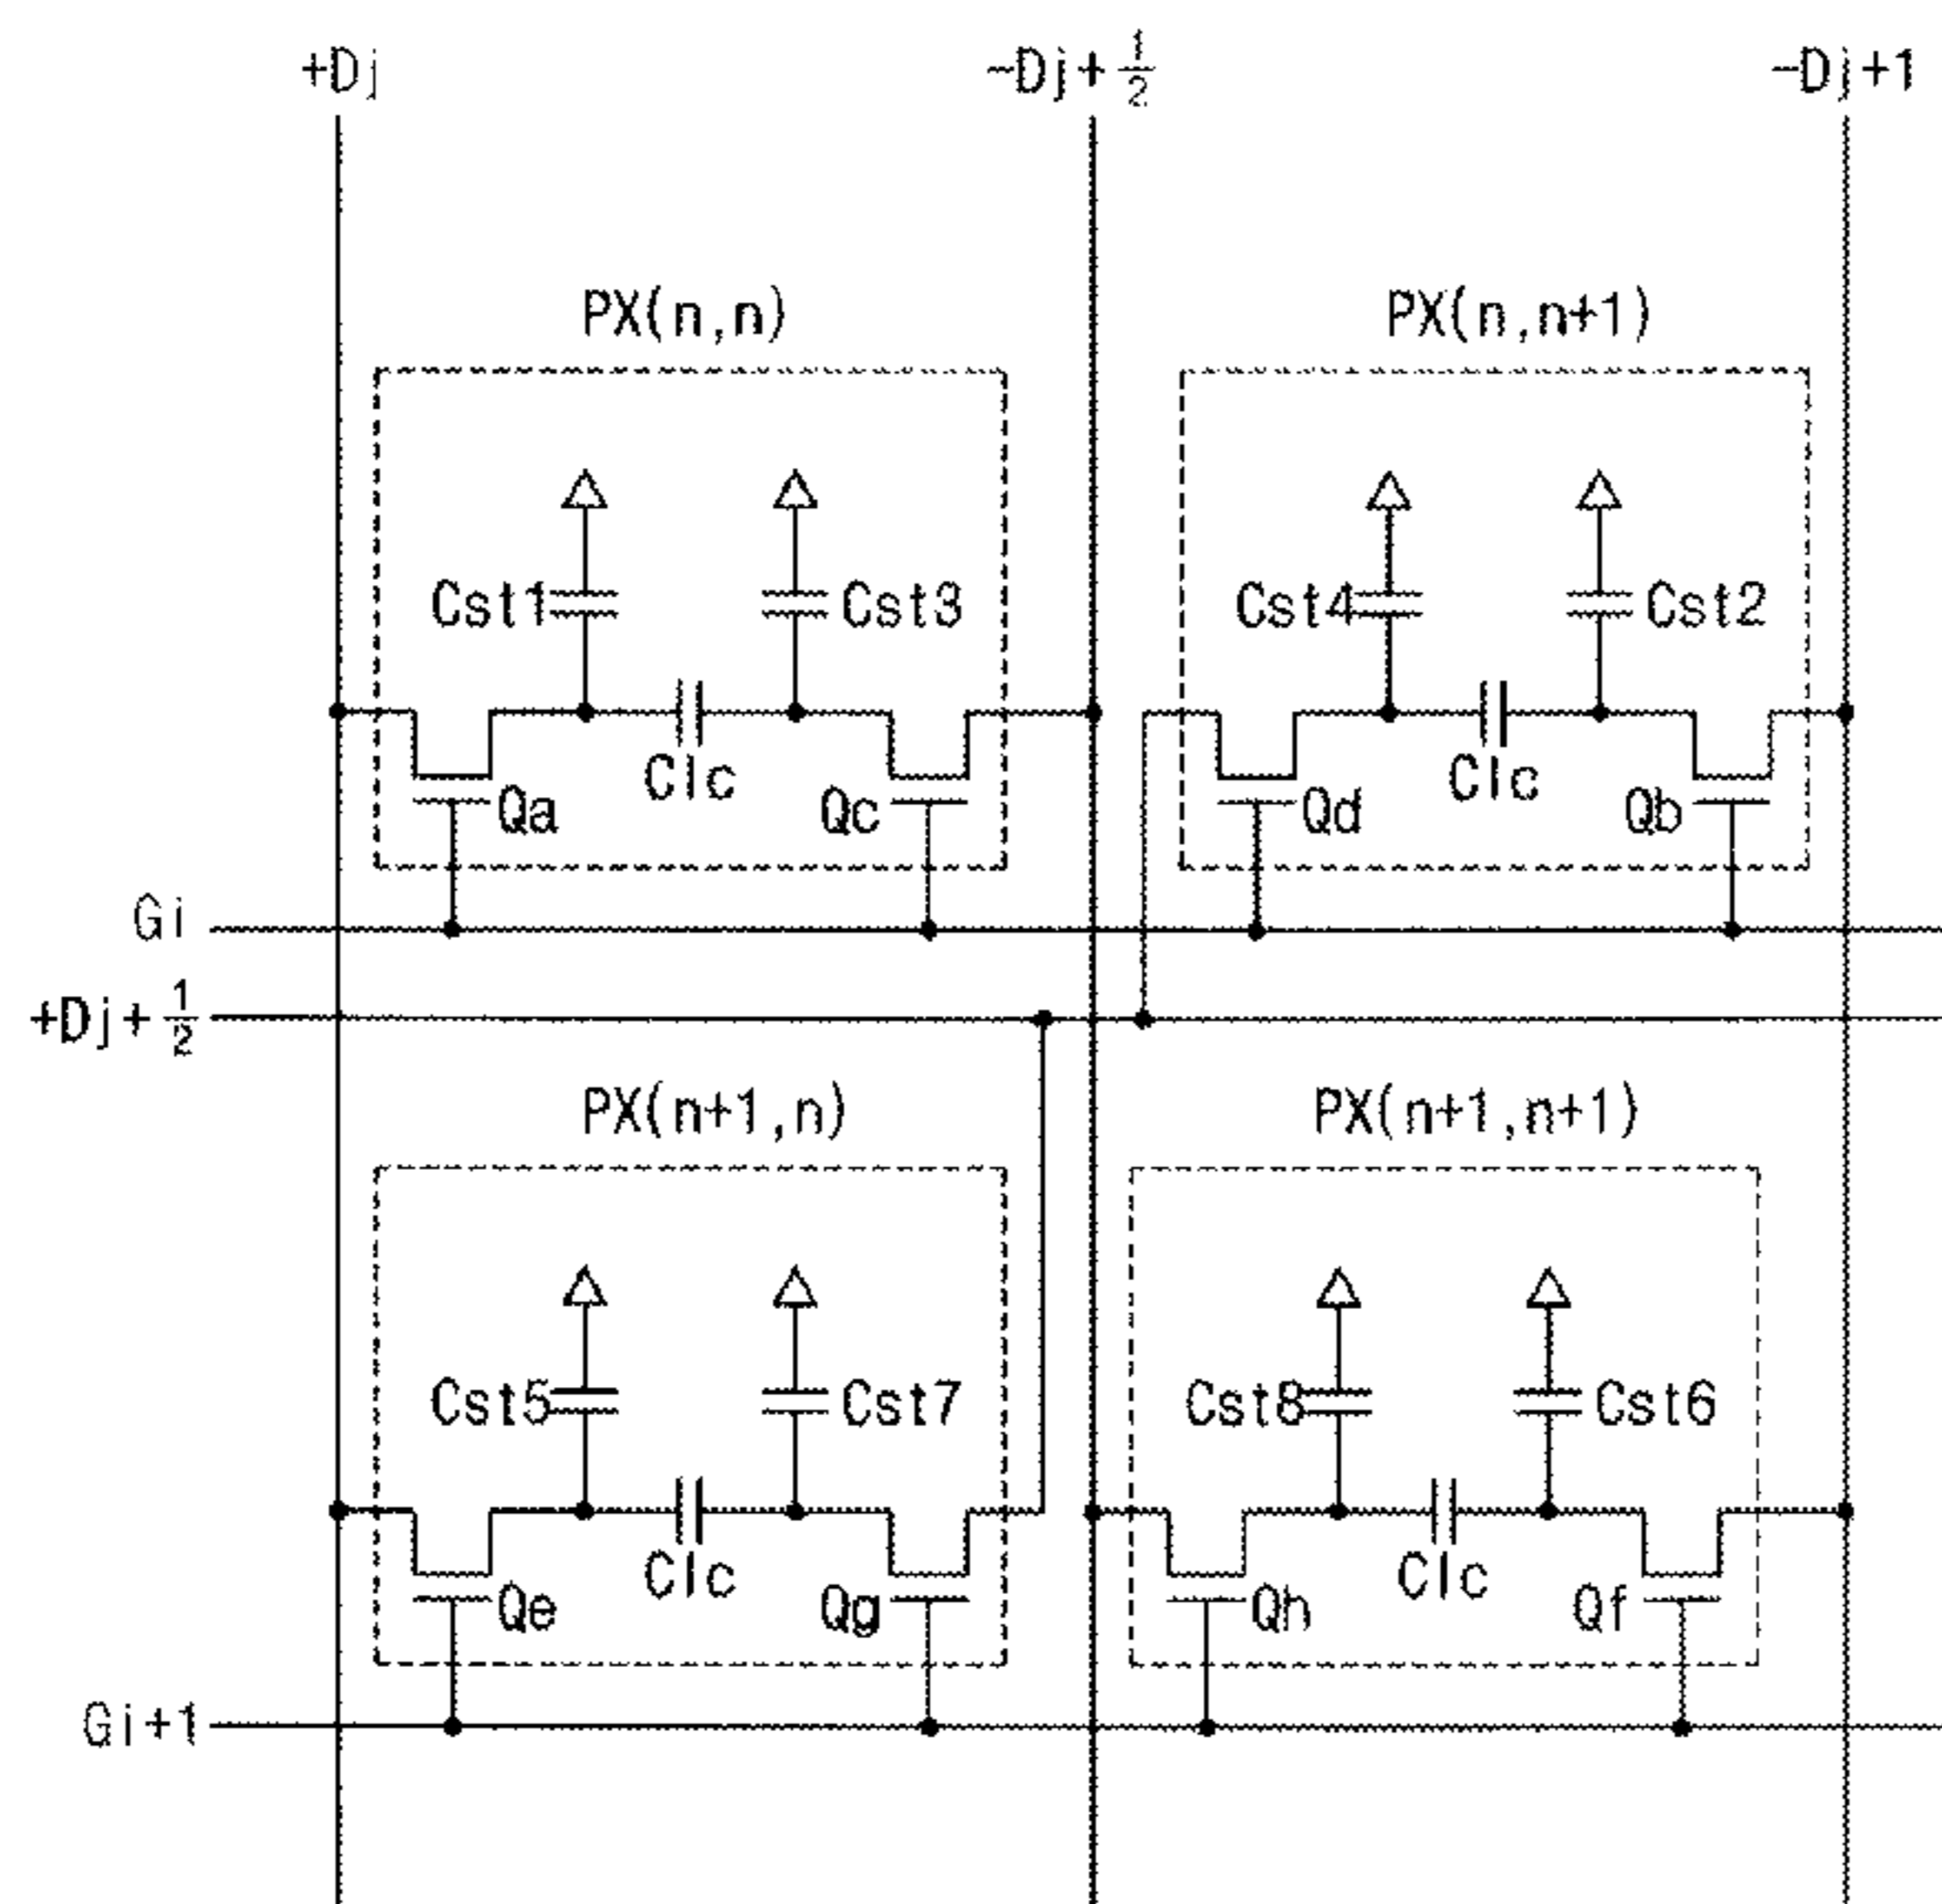 +Dj
-Dj+1/2
-Dj+1
PX(n,n)
PX(n,n+1)
Cst1
Cst3
Cst4
Cst2
Clc
Clc
Qa
Qc
Qd
Qb
Gi
+Dj+1/2
PX(n+1,n)
PX(n+1,n+1)
Cst5
Cst7
Cst8
Cst6
Clc
Clc
Qe
Qg
Qh
Qf
Gi+1